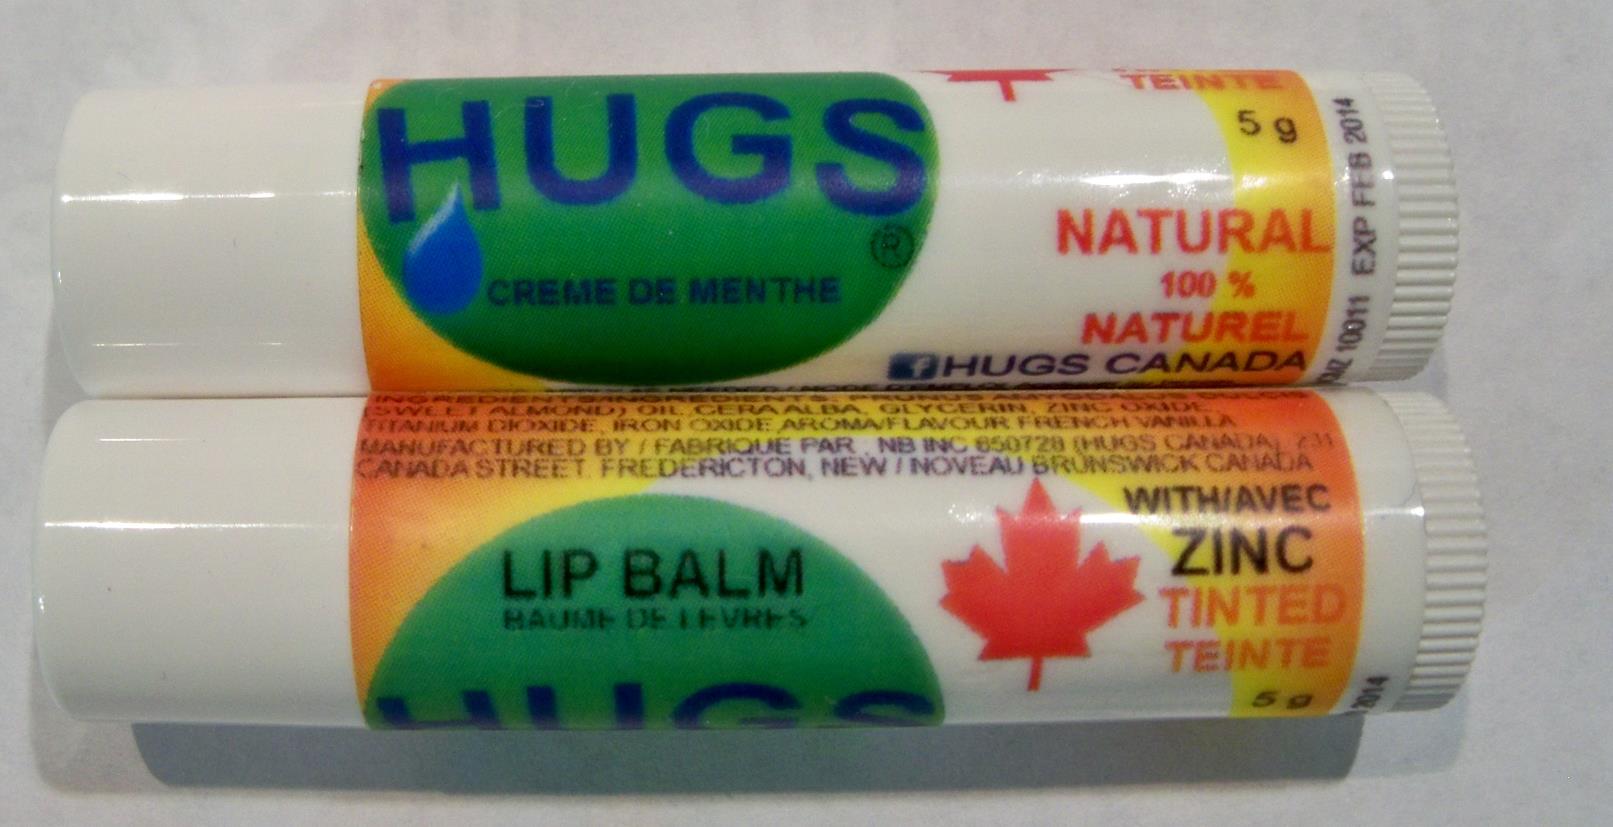 HUGS
®
CREME DE MENTHE
TEINTE
5 g
NATURAL
100 %
NATUREL
HUGS CANADA
10011 EXP FEB 2014
(SWEET ALMOND) OIL, CERA ALBA, GLYCERIN, ZINC OXIDE,
TITANIUM DIOXIDE, IRON OXIDE, AROMA/FLAVOUR FRENCH VANILLA
MANUFACTURED BY / FABRIQUE PAR , NB INC 650728 (HUGS CANADA), 231
CANADA STREET. FREDERICTON, NEW / NOVEAU BRUNSWICK CANADA
LIP BALM
BAUME DE LEVRES
HUGS
WITH/AVEC
ZINC
TINTED
TEINTE
5 g
2014